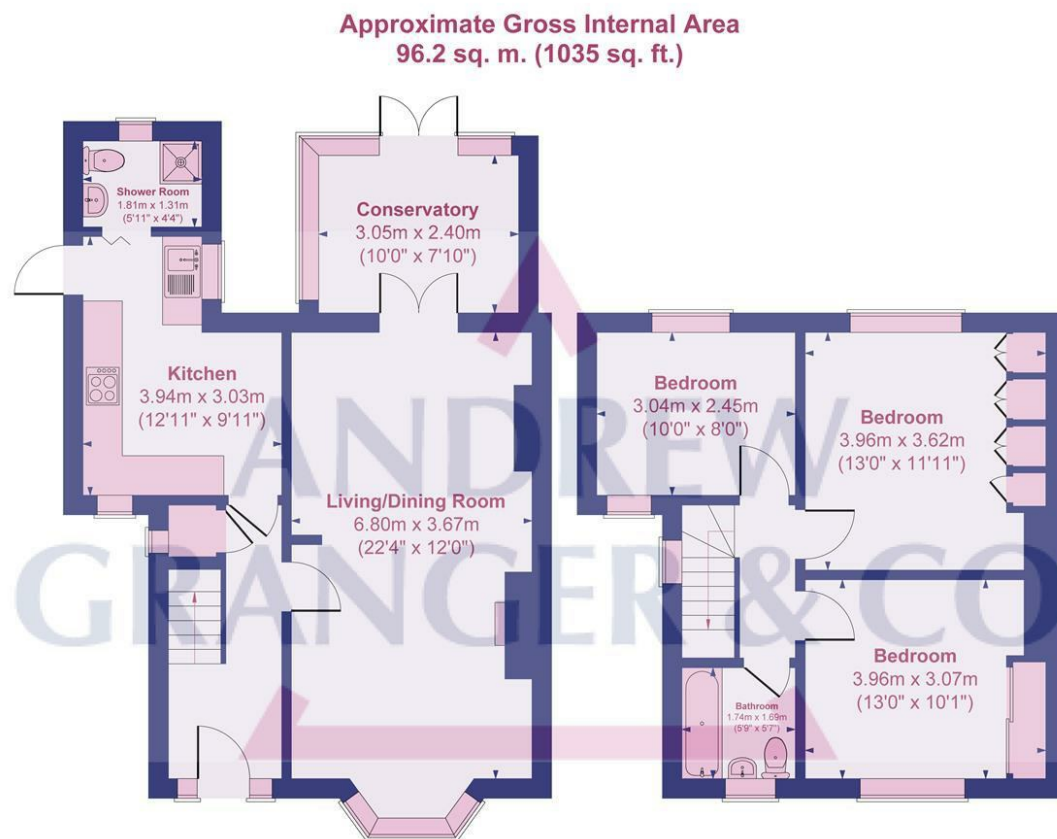 Approximate Gross Internal Area
96.2 sq. m. (1035 sq. ft.)
Shower Room
1.81m x 1.31m
(5'11" x 4'4")
Conservatory
3.05m x 2.40m
(10'0" x 7'10")
Kitchen
3.94m x 3.03m
(12'11" x 9'11")
Living/Dining Room
6.80m x 3.67m
(22'4" x 12'0")
Bedroom
3.04m x 2.45m
(10'0" x 8'0")
Bedroom
3.96m x 3.62m
(13'0" x 11'11")
Bedroom
3.96m x 3.07m
(13'0" x 10'1")
Bathroom
1.74m x 1.69m
(5'9" x 5'7")
ANDREW
GRANGER & CO